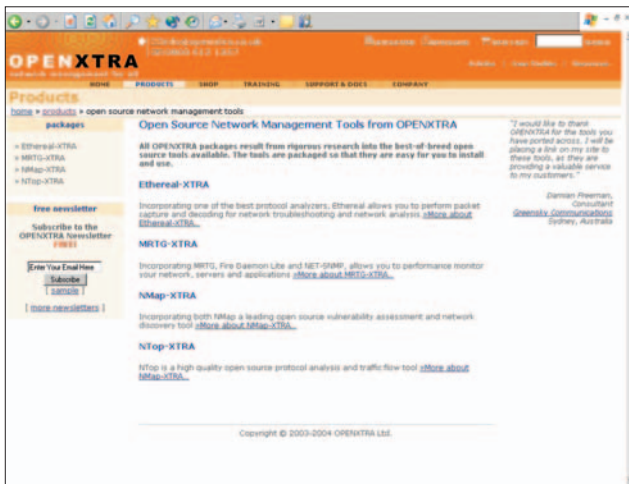 OPENXTRA
network management for all
HOME PRODUCTS SHOP TRAINING SUPPORT & DOCS COMPANY
Products
home » products » open source network management tools
packages
» Ethereal-XTRA
» MRTG-XTRA
» NMap-XTRA
» NTop-XTRA
free newsletter
Subscribe to the
OPENXTRA Newsletter
FREE!
Enter Your Email Here
Subscribe
[ sample ]
[ more newsletters ]
Open Source Network Management Tools from OPENXTRA
All OPENXTRA packages result from rigorous research into the best-of-breed open
source tools available. The tools are packaged so that they are easy for you to install
and use.
Ethereal-XTRA
Incorporating one of the best protocol analyzers, Ethereal allows you to perform packet
capture and decoding for network troubleshooting and network analysis »More about
Ethereal-XTRA...
MRTG-XTRA
Incorporating MRTG, Fire Daemon Lite and NET-SNMP, allows you to performance monitor
your network, servers and applications »More about MRTG-XTRA...
NMap-XTRA
Incorporating both NMap a leading open source vulnerability assessment and network
discovery tool »More about NMap-XTRA...
NTop-XTRA
NTop is a high quality open source protocol analysis and traffic flow tool »More about
NMap-XTRA...
"I would like to thank
OPENXTRA for the tools you
have ported across. I will be
placing a link on my site to
these tools, as they are
providing a valuable service
to my customers."
Damian Freeman,
Consultant
Greensky Communications
Sydney, Australia
Copyright © 2003-2004 OPENXTRA Ltd.